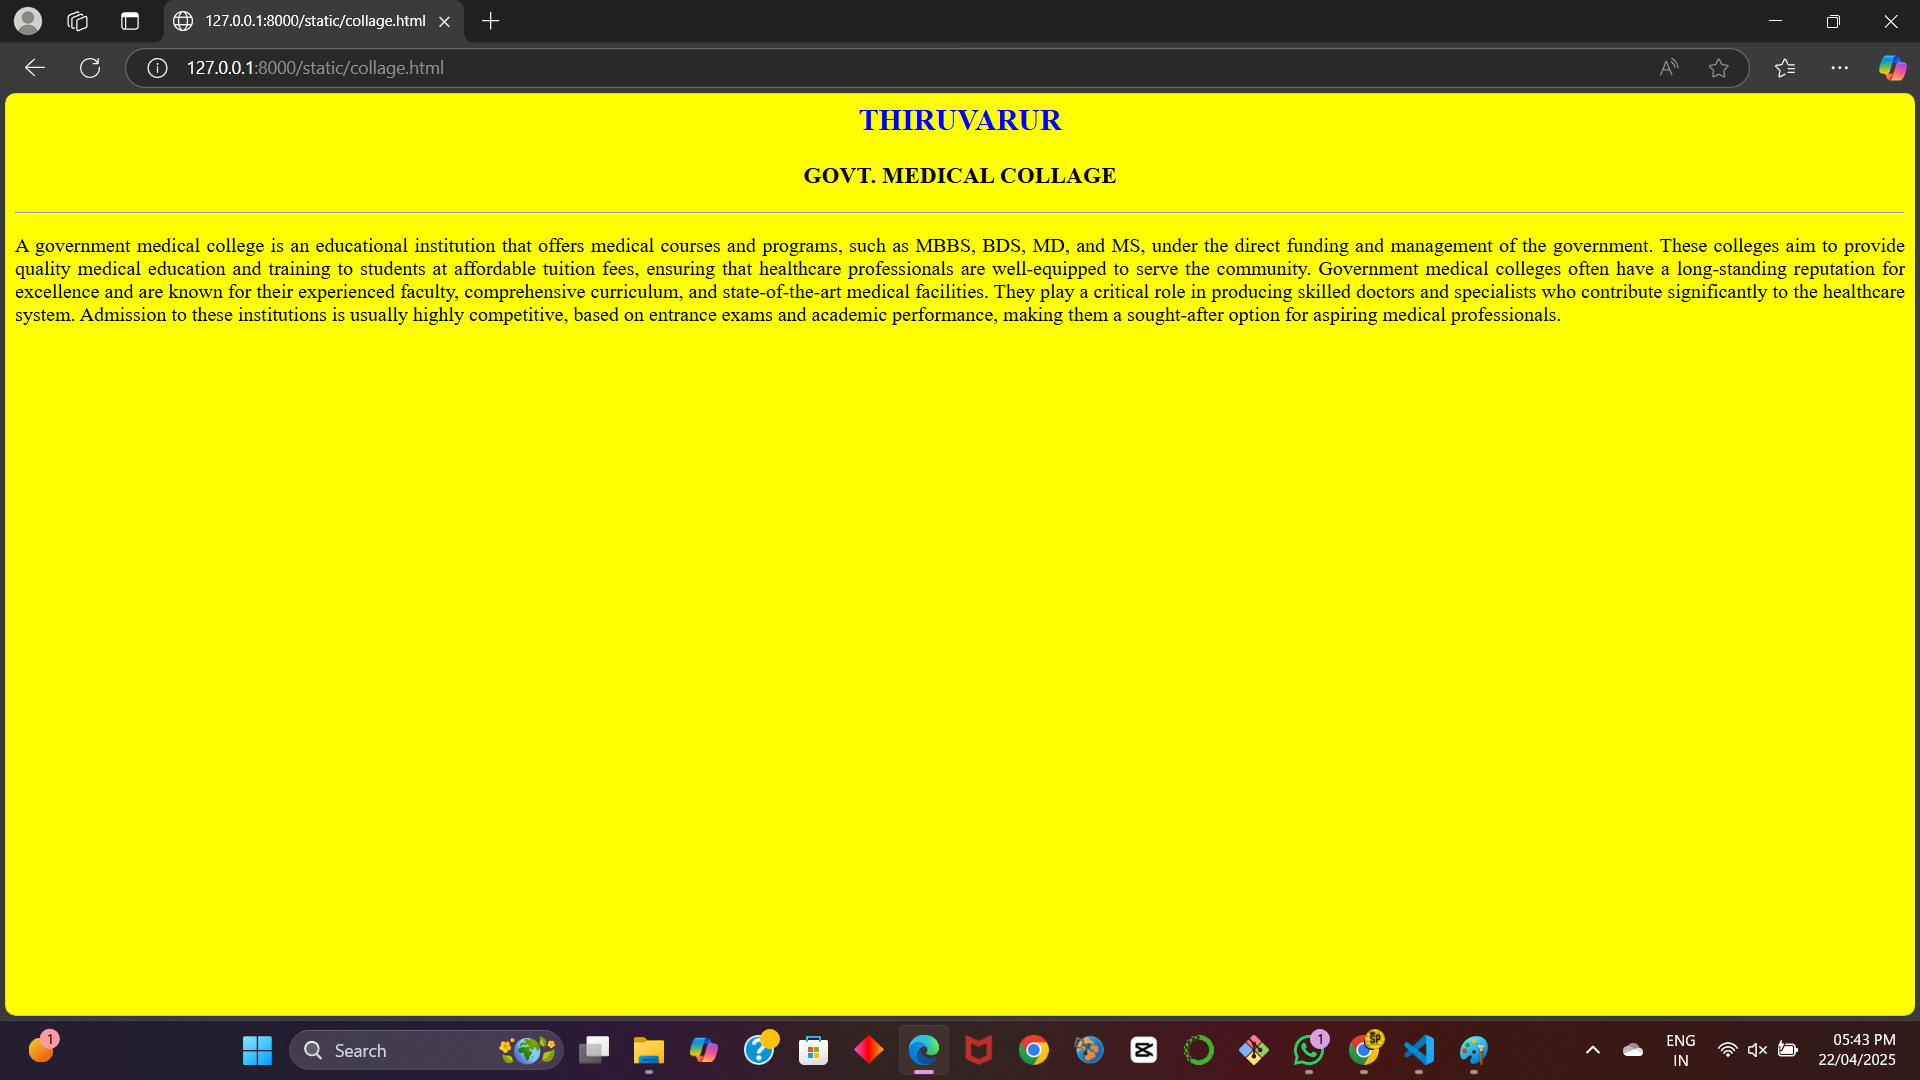 127.0.0.1:8000/static/collage.html
127.0.0.1:8000/static/collage.html
THIRUVARUR
GOVT. MEDICAL COLLAGE
A government medical college is an educational institution that offers medical courses and programs, such as MBBS, BDS, MD, and MS, under the direct funding and management of the government. These colleges aim to provide
quality medical education and training to students at affordable tuition fees, ensuring that healthcare professionals are well-equipped to serve the community. Government medical colleges often have a long-standing reputation for
excellence and are known for their experienced faculty, comprehensive curriculum, and state-of-the-art medical facilities. They play a critical role in producing skilled doctors and specialists who contribute significantly to the healthcare
system. Admission to these institutions is usually highly competitive, based on entrance exams and academic performance, making them a sought-after option for aspiring medical professionals.
1
Search
1
SP
ENG
IN
05:43 PM
22/04/2025